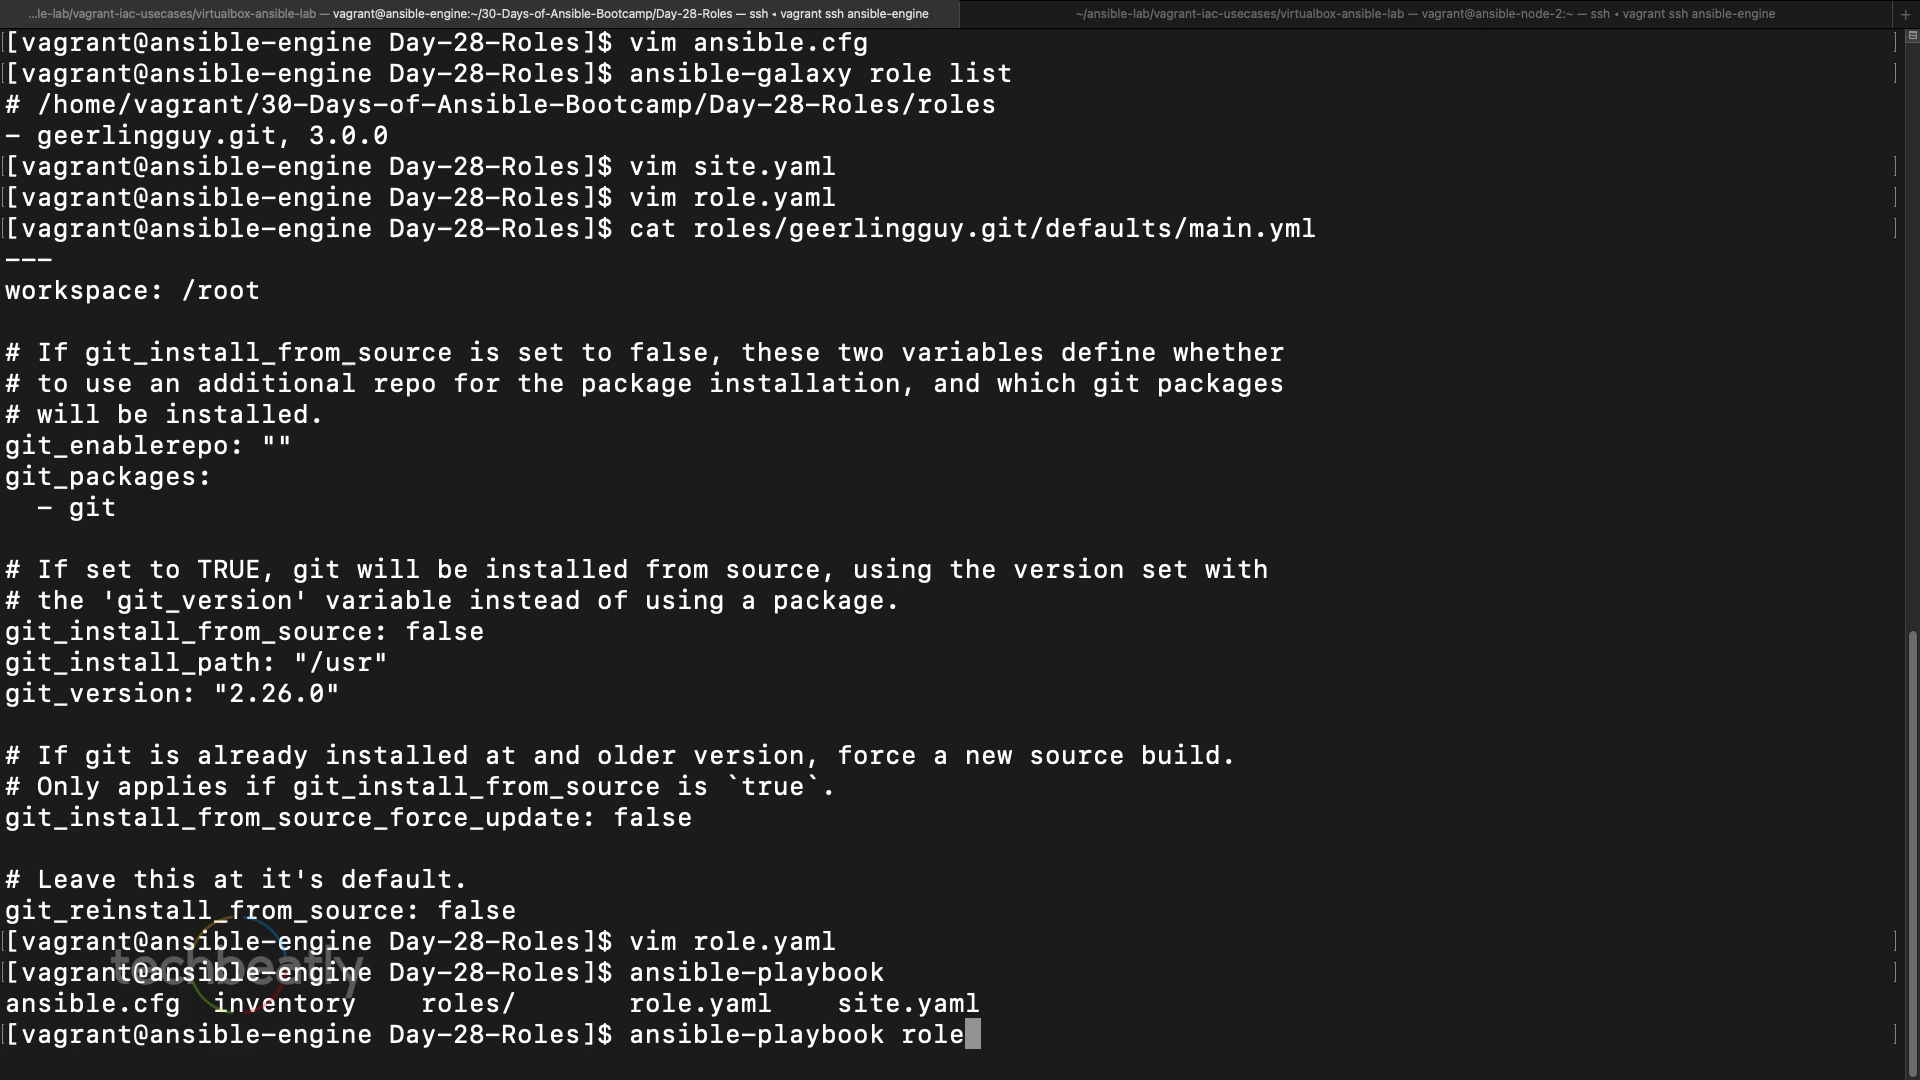 ...le-lab/vagrant-iac-usecases/virtualbox-ansible-lab — vagrant@ansible-engine:~/30-Days-of-Ansible-Bootcamp/Day-28-Roles — ssh ◂ vagrant ssh ansible-engine
~/ansible-lab/vagrant-iac-usecases/virtualbox-ansible-lab — vagrant@ansible-node-2:~ — ssh ◂ vagrant ssh ansible-engine
[vagrant@ansible-engine Day-28-Roles]$ vim ansible.cfg
[vagrant@ansible-engine Day-28-Roles]$ ansible-galaxy role list
# /home/vagrant/30-Days-of-Ansible-Bootcamp/Day-28-Roles/roles
- geerlingguy.git, 3.0.0
[vagrant@ansible-engine Day-28-Roles]$ vim site.yaml
[vagrant@ansible-engine Day-28-Roles]$ vim role.yaml
[vagrant@ansible-engine Day-28-Roles]$ cat roles/geerlingguy.git/defaults/main.yml
---
workspace: /root
# If git_install_from_source is set to false, these two variables define whether
# to use an additional repo for the package installation, and which git packages
# will be installed.
git_enablerepo: ""
git_packages:
  - git
# If set to TRUE, git will be installed from source, using the version set with
# the 'git_version' variable instead of using a package.
git_install_from_source: false
git_install_path: "/usr"
git_version: "2.26.0"
# If git is already installed at and older version, force a new source build.
# Only applies if git_install_from_source is `true`.
git_install_from_source_force_update: false
# Leave this at it's default.
git_reinstall_from_source: false
[vagrant@ansible-engine Day-28-Roles]$ vim role.yaml
[vagrant@ansible-engine Day-28-Roles]$ ansible-playbook
ansible.cfg  inventory    roles/       role.yaml    site.yaml
[vagrant@ansible-engine Day-28-Roles]$ ansible-playbook role
techbeatly